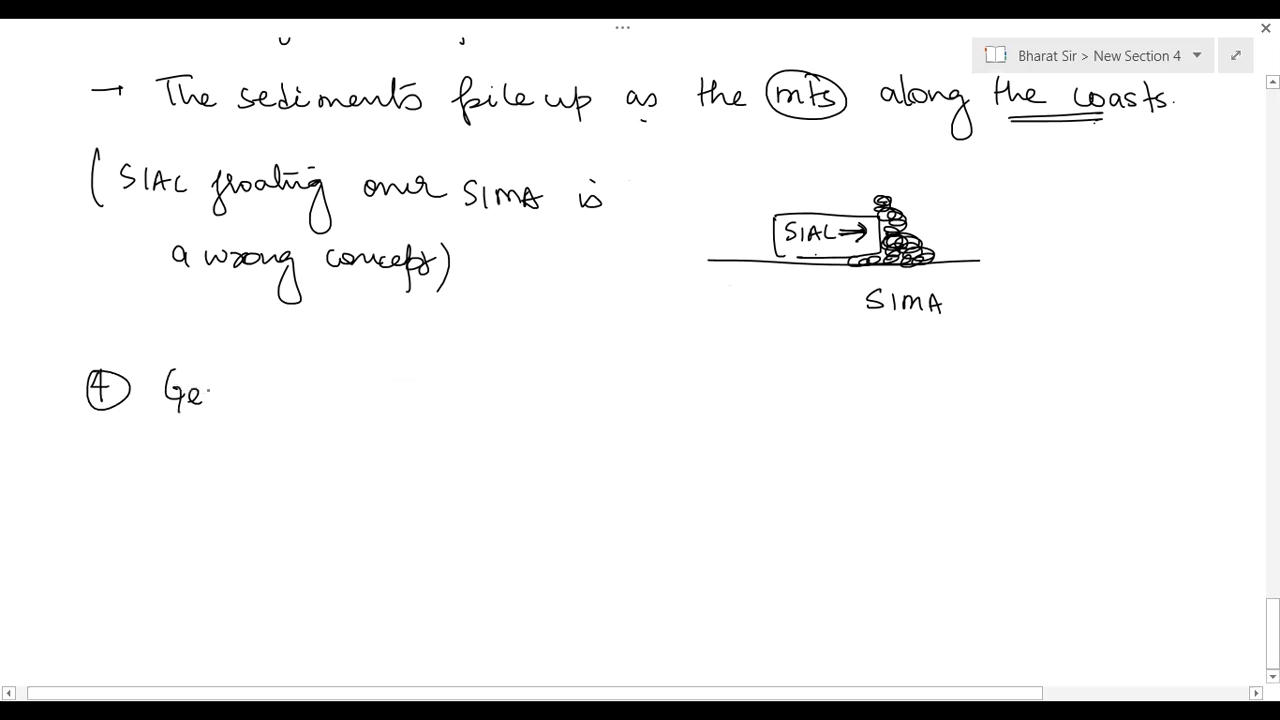 Bharat Sir > New Section 4
→ The sediments pile up as the mts along the coasts.
(SIAL floating over SIMA is
a wrong concept)
SIAL →
SIMA
④ Ge